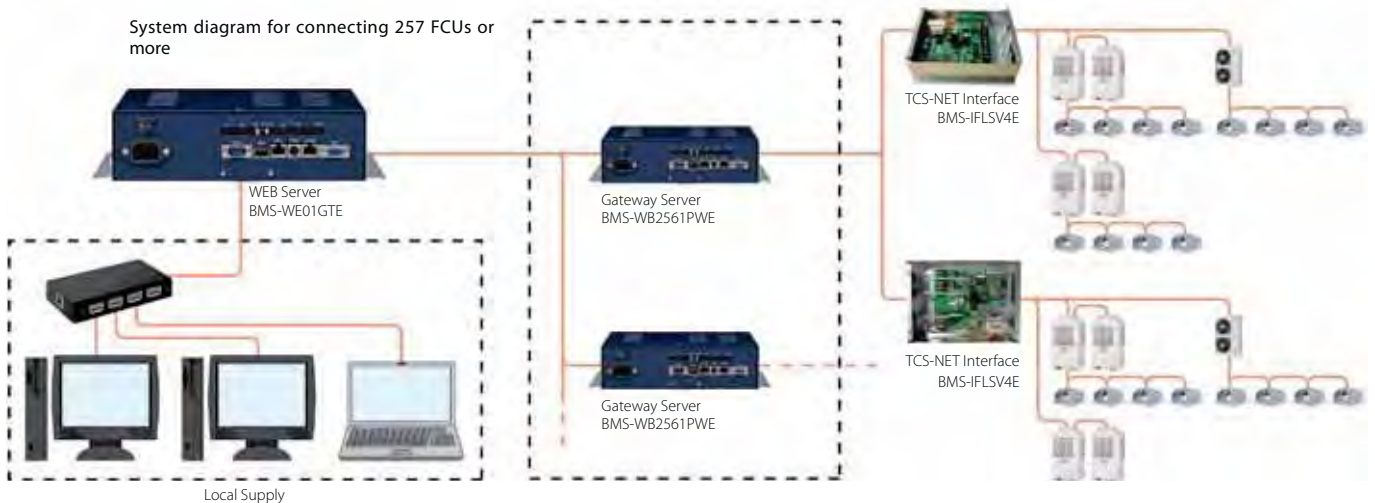 System diagram for connecting 257 FCUs or
more
WEB Server
BMS-WE01GTE
Gateway Server
BMS-WB2561PWE
Gateway Server
BMS-WB2561PWE
TCS-NET Interface
BMS-IFLSV4E
TCS-NET Interface
BMS-IFLSV4E
Local Supply